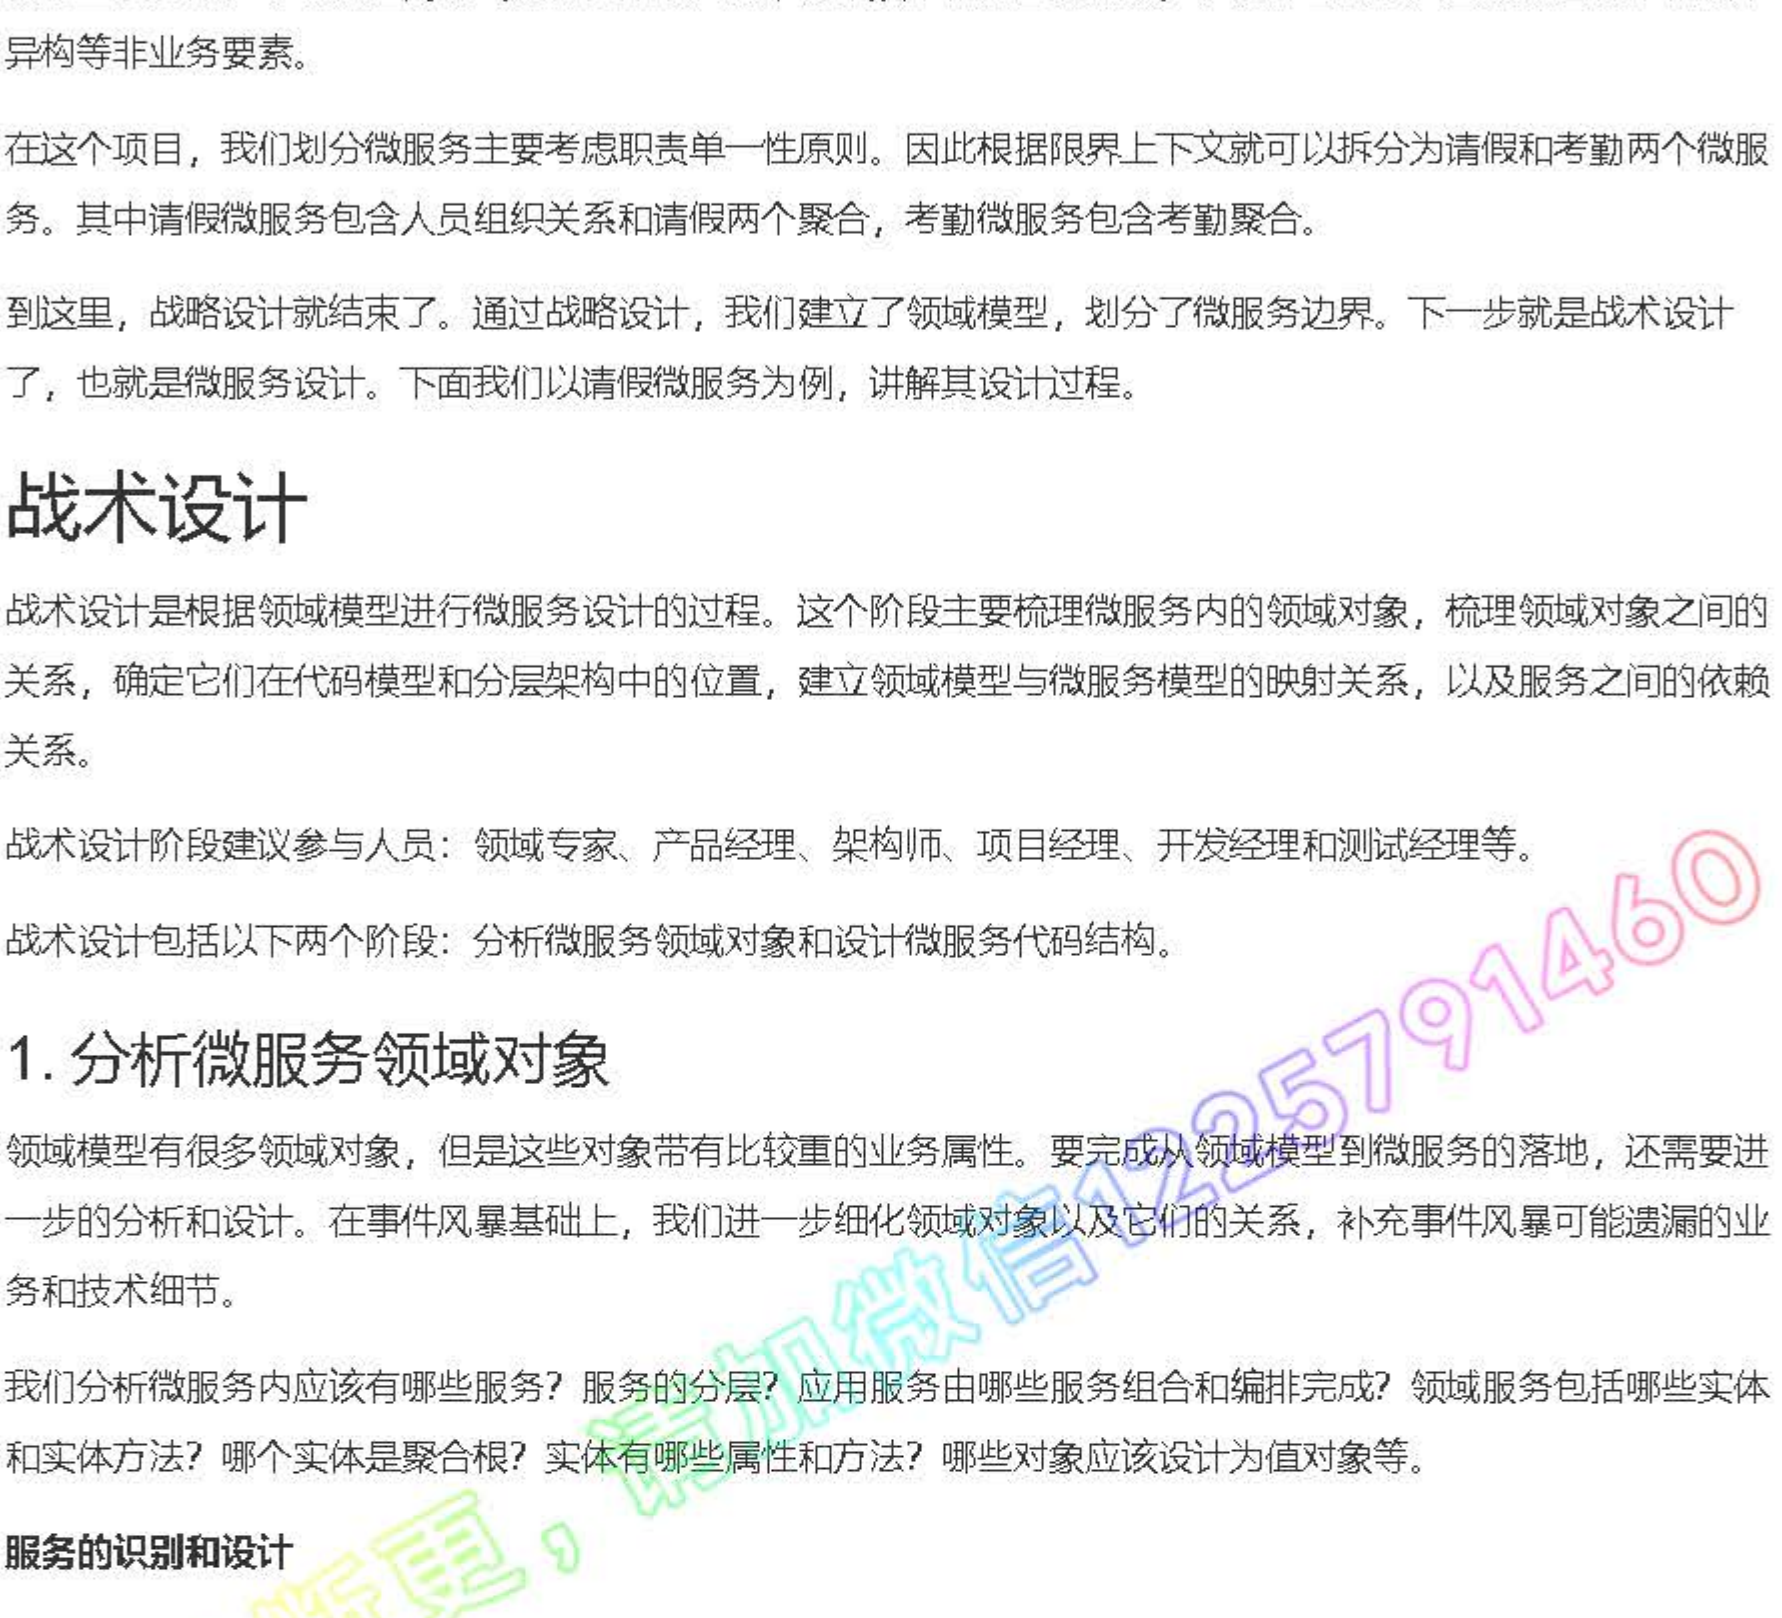 异构等非业务要素。
在这个项目，我们划分微服务主要考虑职责单一性原则。因此根据限界上下文就可以拆分为请假和考勤两个微服
务。其中请假微服务包含人员组织关系和请假两个聚合，考勤微服务包含考勤聚合。
到这里，战略设计就结束了。通过战略设计，我们建立了领域模型，划分了微服务边界。下一步就是战术设计
了，也就是微服务设计。下面我们以请假微服务为例，讲解其设计过程。
战术设计
战术设计是根据领域模型进行微服务设计的过程。这个阶段主要梳理微服务内的领域对象，梳理领域对象之间的
关系，确定它们在代码模型和分层架构中的位置，建立领域模型与微服务模型的映射关系，以及服务之间的依赖
关系。
战术设计阶段建议参与人员：领域专家、产品经理、架构师、项目经理、开发经理和测试经理等。
战术设计包括以下两个阶段：分析微服务领域对象和设计微服务代码结构。
1. 分析微服务领域对象
领域模型有很多领域对象，但是这些对象带有比较重的业务属性。要完成从领域模型到微服务的落地，还需要进
一步的分析和设计。在事件风暴基础上，我们进一步细化领域对象以及它们的关系，补充事件风暴可能遗漏的业
务和技术细节。
我们分析微服务内应该有哪些服务？服务的分层？应用服务由哪些服务组合和编排完成？领域服务包括哪些实体
和实体方法？哪个实体是聚合根？实体有哪些属性和方法？哪些对象应该设计为值对象等。
服务的识别和设计
断更，请加微信1225791460